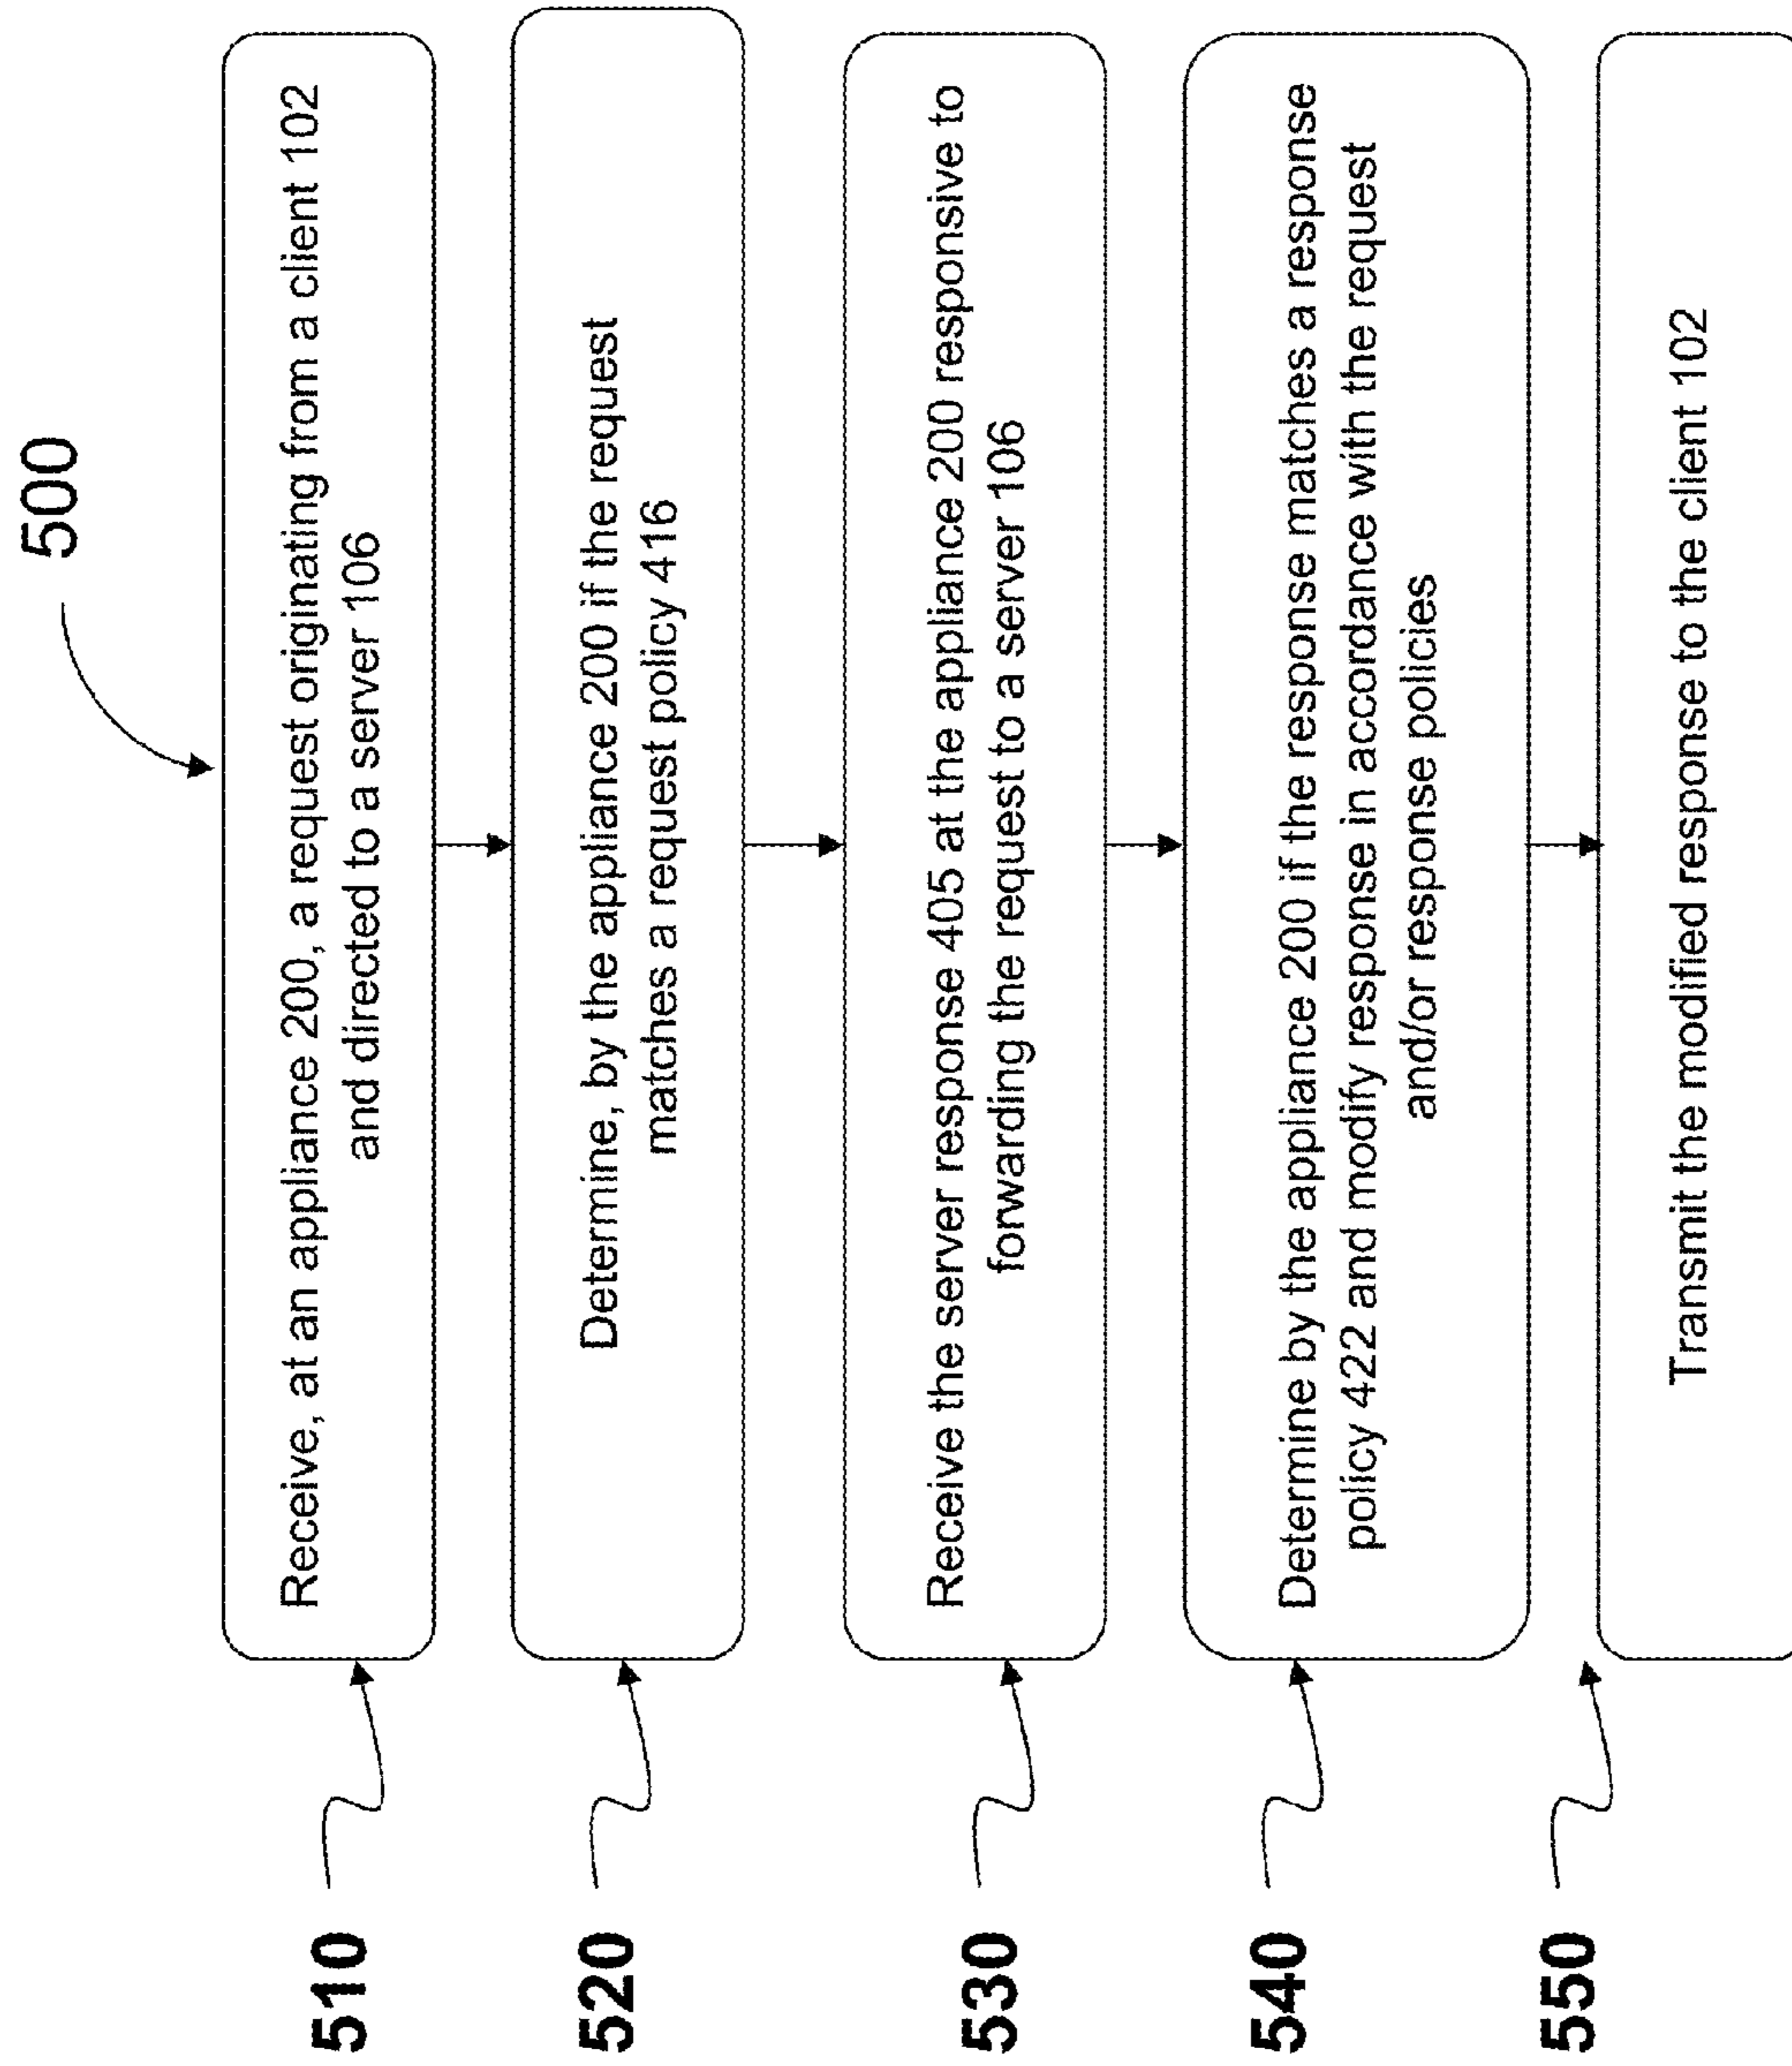 500
510
Receive, at an appliance 200, a request originating from a client 102
and directed to a server 106
520
Determine, by the appliance 200 if the request
matches a request policy 416
530
Receive the server response 405 at the appliance 200 responsive to
forwarding the request to a server 106
540
Determine by the appliance 200 if the response matches a response
policy 422 and modify response in accordance with the request
and/or response policies
550
Transmit the modified response to the client 102